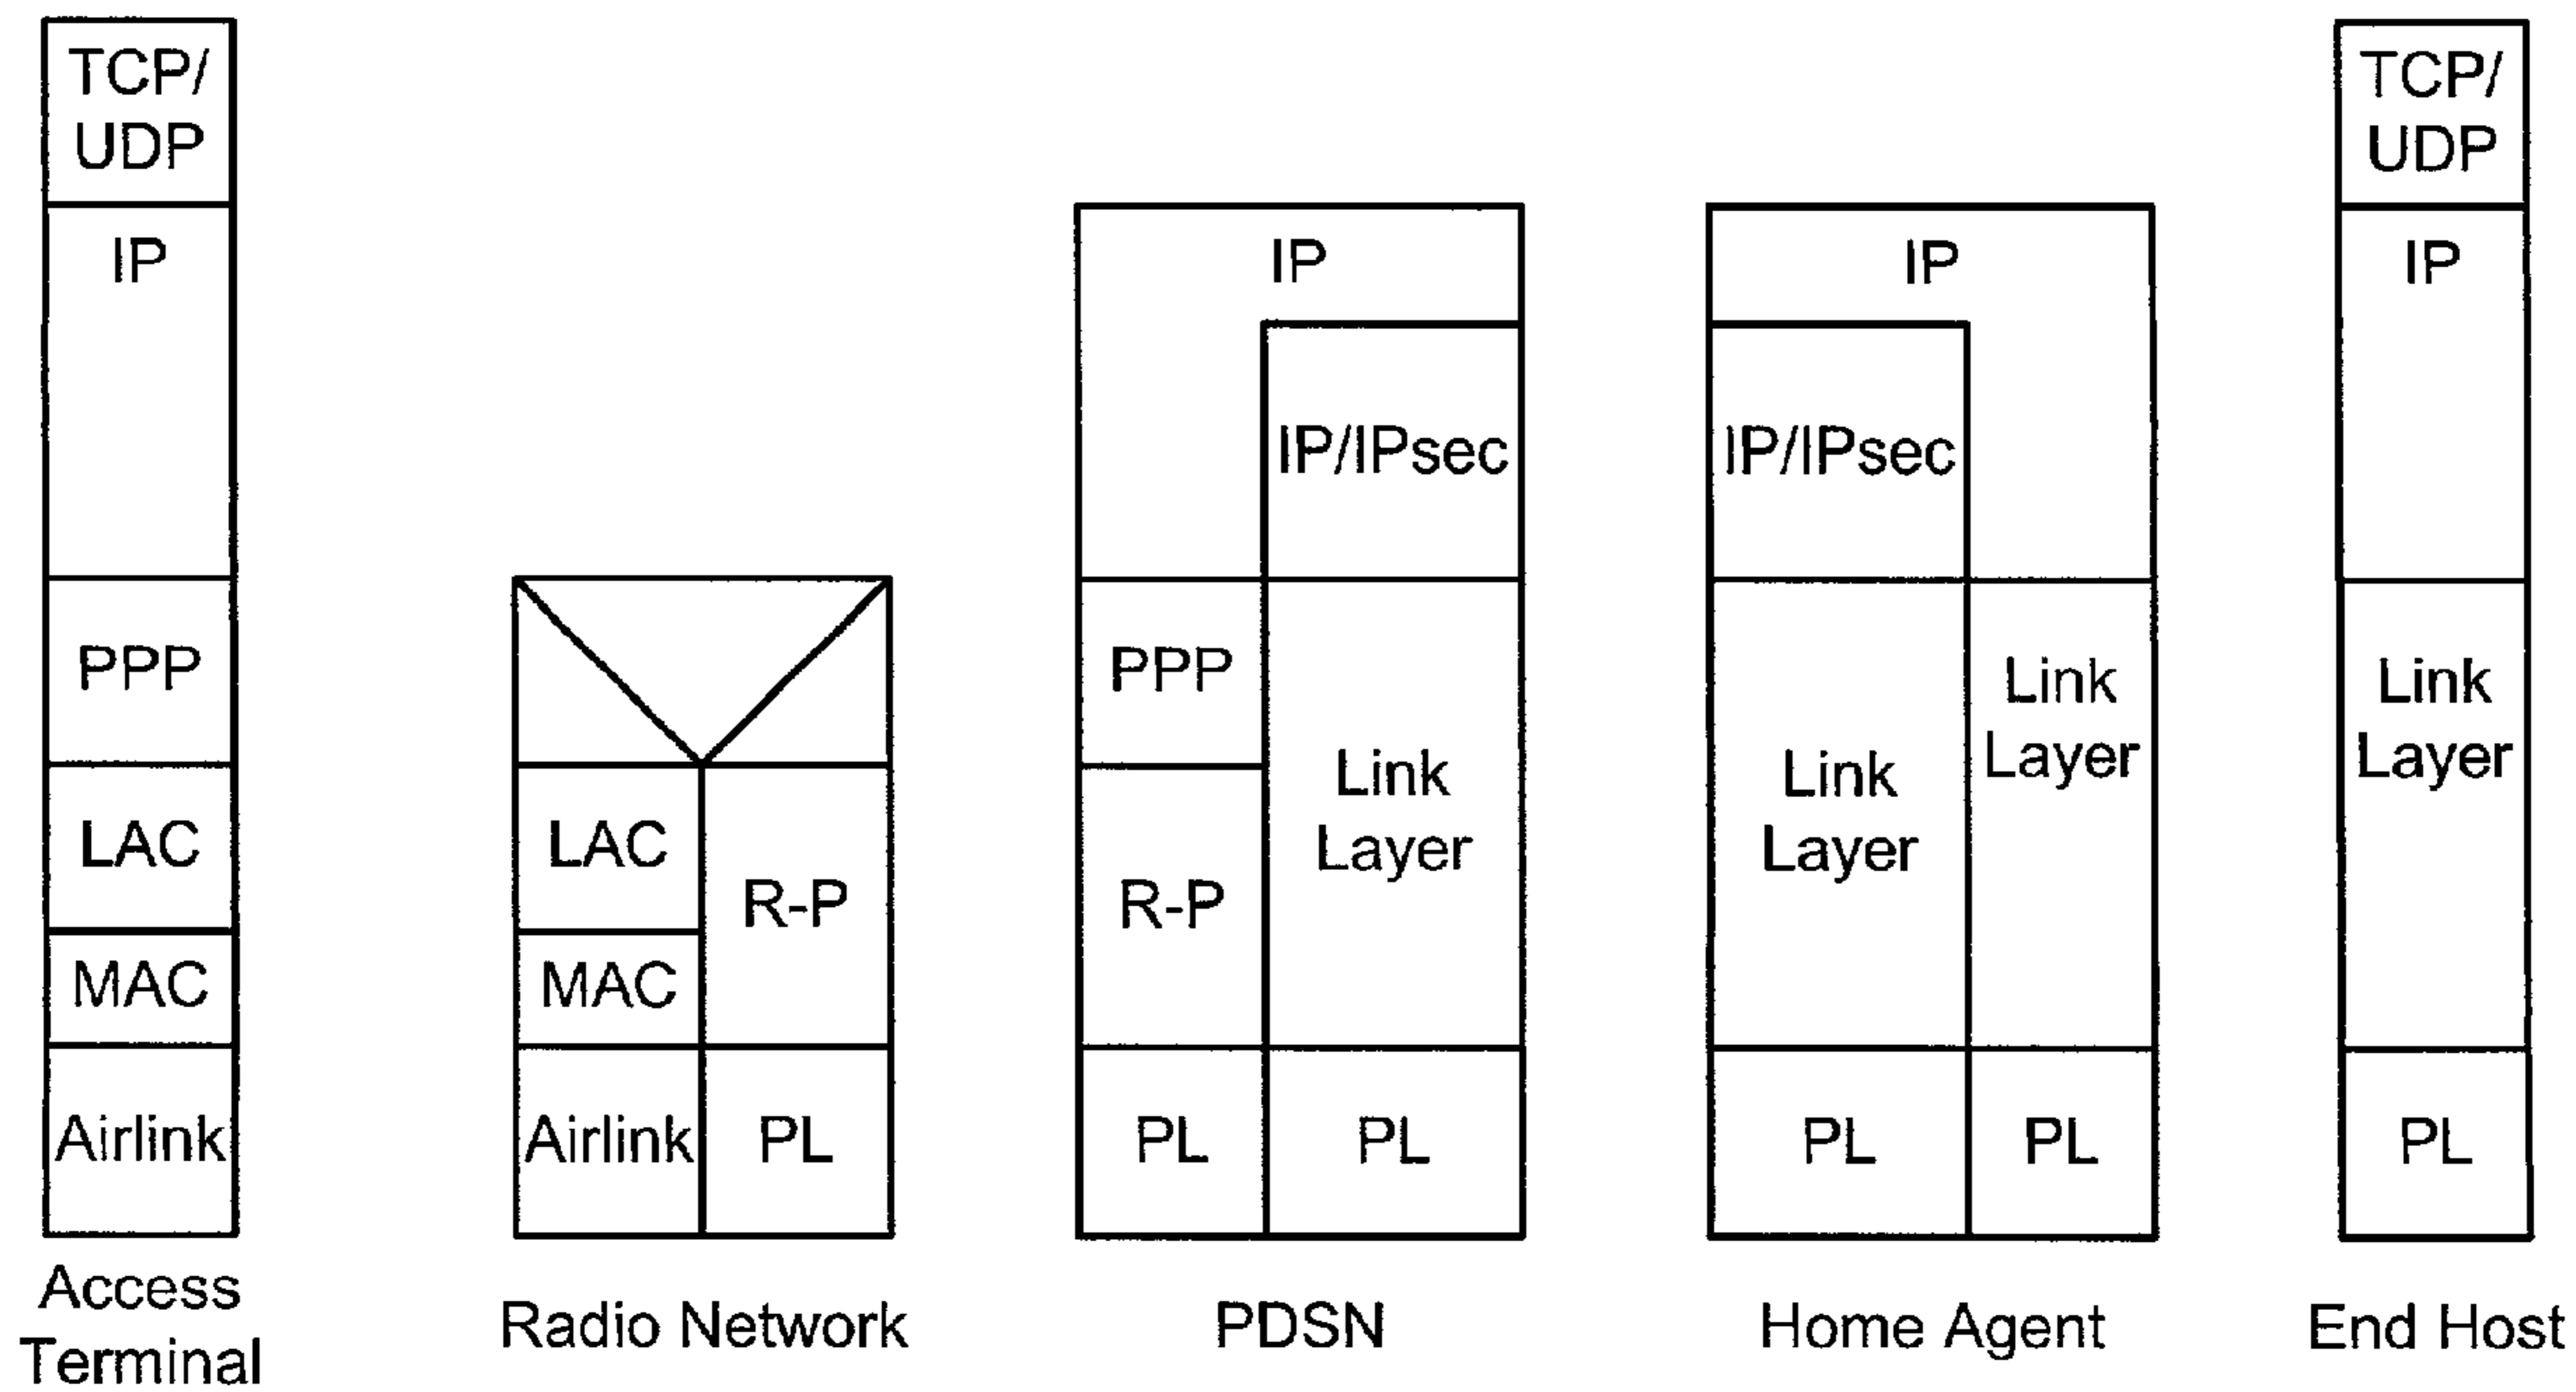 TCP/
UDP
IP
PPP
LAC
MAC
Airlink
Access
Terminal
LAC
MAC
Airlink
R-P
PL
Radio Network
IP
IP/IPsec
PPP
R-P
Link
Layer
PL
PL
PDSN
IP
IP/IPsec
Link
Layer
Link
Layer
PL
PL
Home Agent
TCP/
UDP
IP
Link
Layer
PL
End Host